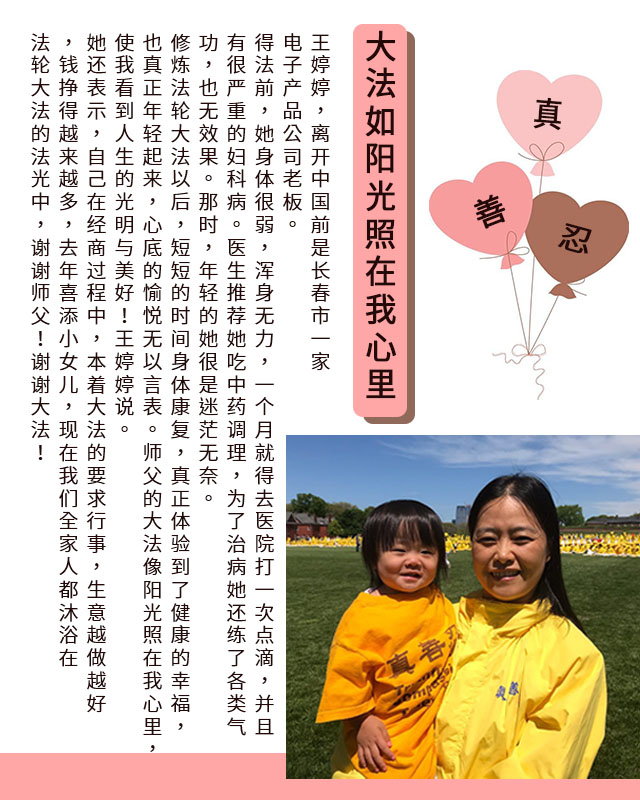 真
善
忍
大法如阳光照在我心里
王婷婷，离开中国前是长春市一家
电子产品公司老板。
得法前，她身体很弱，浑身无力，一个月就得去医院打一次点滴，并且
有很严重的妇科病。医生推荐她吃中药调理，为了治病她还练了各类气
功，也无效果。那时，年轻的她很是迷茫无奈。
修炼法轮大法以后，短短的时间身体康复，真正体验到了健康的幸福，
也真正年轻起来，心底的愉悦无以言表。师父的大法像阳光照在我心里，
使我看到人生的光明与美好！王婷婷说。
她还表示，自己在经商过程中，本着大法的要求行事，生意越做越好
，钱挣得越来越多，去年喜添小女儿，现在我们全家人都沐浴在
法轮大法的法光中，谢谢师父！谢谢大法！
真善忍